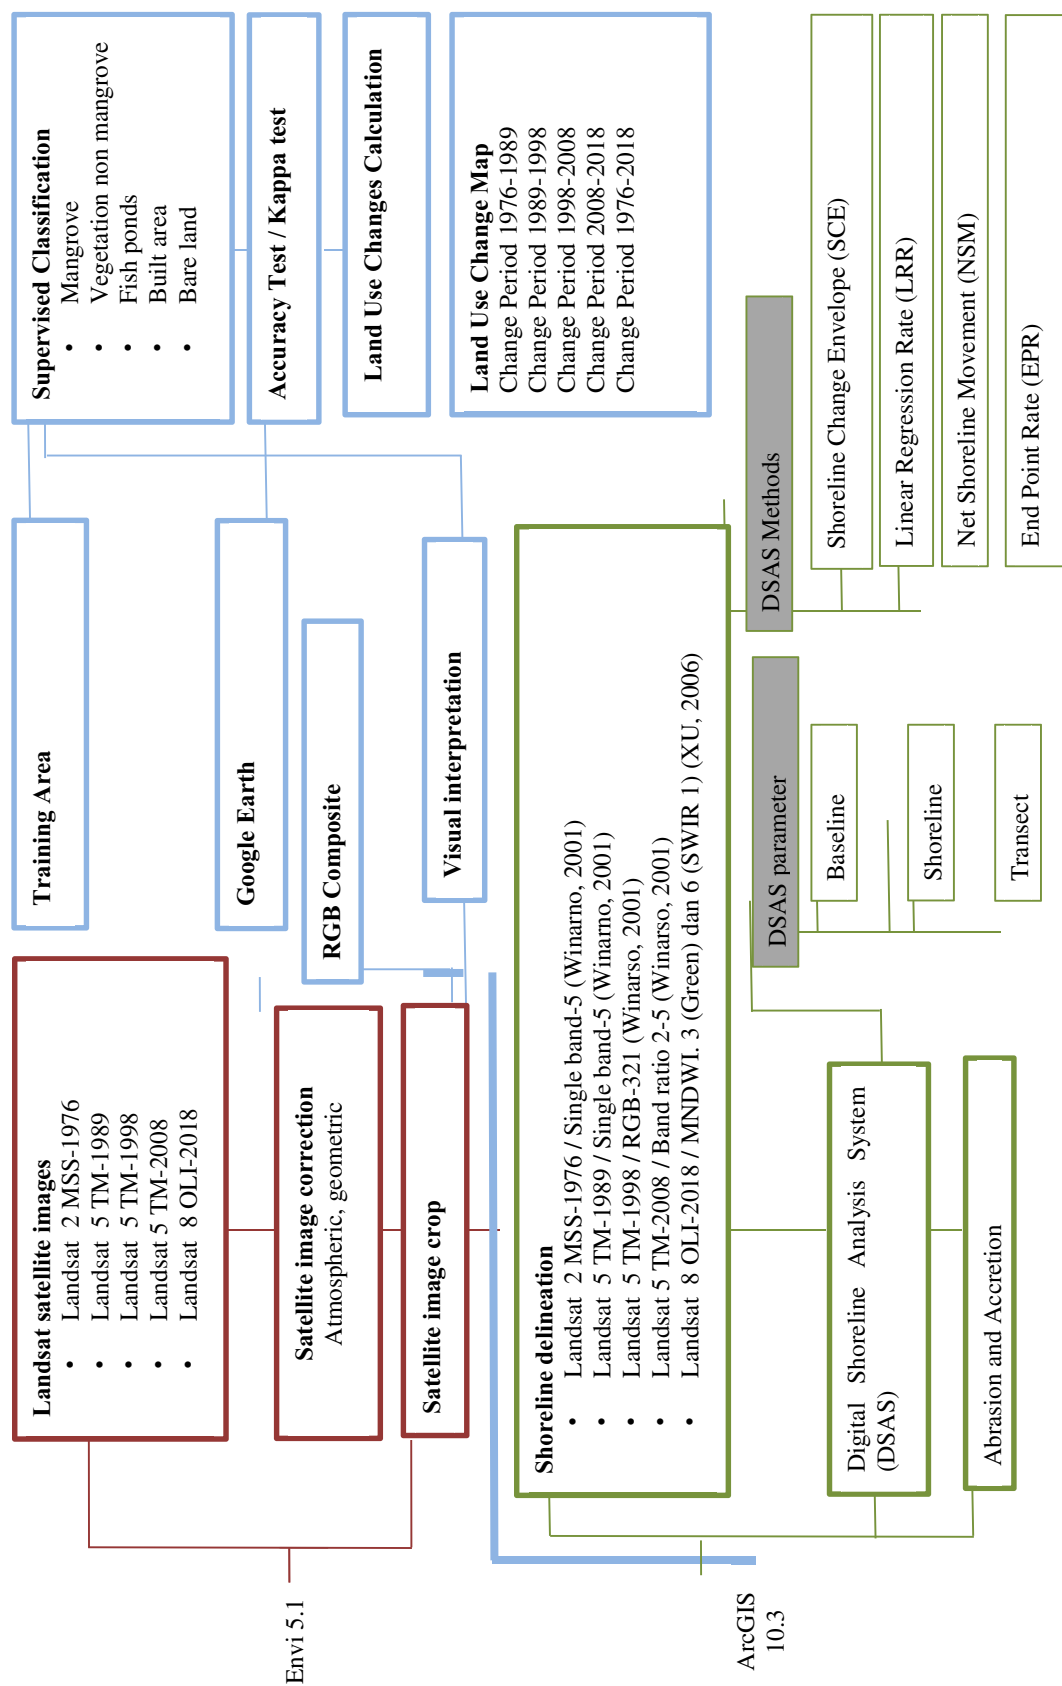 Envi 5.1
Landsat satellite images
• Landsat 2 MSS-1976
• Landsat 5 TM-1989
• Landsat 5 TM-1998
• Landsat 5 TM-2008
• Landsat 8 OLI-2018
Satellite image correction
Atmospheric, geometric
Satellite image crop
Training Area
Google Earth
RGB Composite
Visual interpretation
Supervised Classification
• Mangrove
• Vegetation non mangrove
• Fish ponds
• Built area
• Bare land
Accuracy Test / Kappa test
Land Use Changes Calculation
Land Use Change Map
Change Period 1976-1989
Change Period 1989-1998
Change Period 1998-2008
Change Period 2008-2018
Change Period 1976-2018
ArcGIS
10.3
Shoreline delineation
• Landsat 2 MSS-1976 / Single band-5 (Winarno, 2001)
• Landsat 5 TM-1989 / Single band-5 (Winarno, 2001)
• Landsat 5 TM-1998 / RGB-321 (Winarso, 2001)
• Landsat 5 TM-2008 / Band ratio 2-5 (Winarso, 2001)
• Landsat 8 OLI-2018 / MNDWI. 3 (Green) dan 6 (SWIR 1) (XU, 2006)
Digital Shoreline Analysis System
(DSAS)
Abrasion and Accretion
DSAS parameter
Baseline
Shoreline
Transect
DSAS Methods
Shoreline Change Envelope (SCE)
Linear Regression Rate (LRR)
Net Shoreline Movement (NSM)
End Point Rate (EPR)